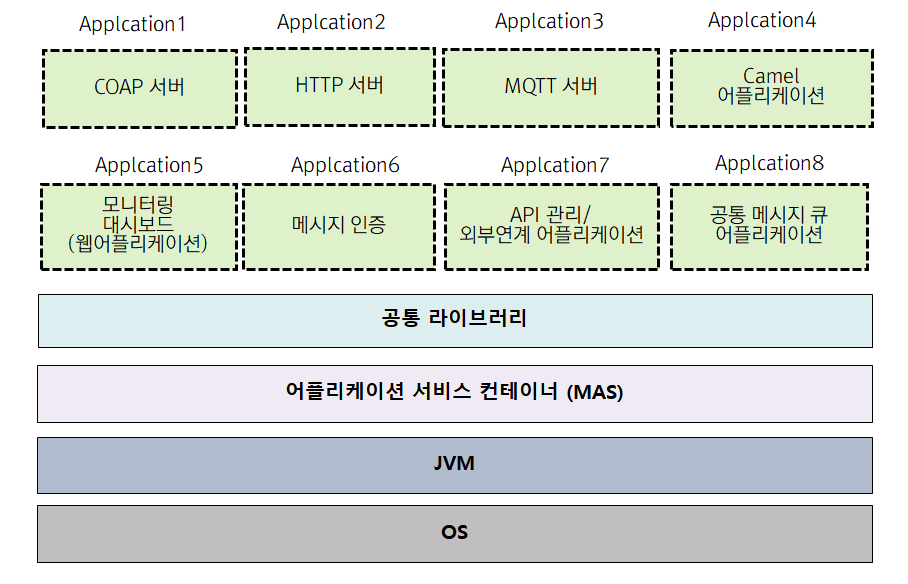 Applcation1
Applcation2
Applcation3
Applcation4
COAP 서버
HTTP 서버
MQTT 서버
Camel
어플리케이션
Applcation5
Applcation6
Applcation7
Applcation8
모니터링
대시보드
(웹어플리케이션)
메시지 인증
API 관리/
외부연계 어플리케이션
공통 메시지 큐
어플리케이션
공통 라이브러리
어플리케이션 서비스 컨테이너 (MAS)
JVM
OS